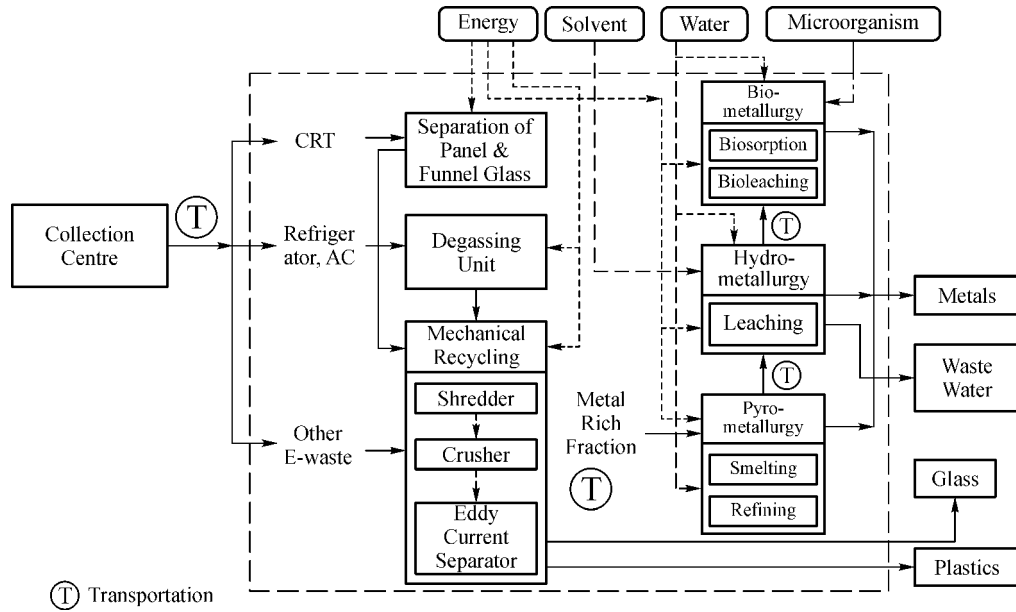 Energy
Solvent
Water
Microorganism
CRT
Separation of
Panel &
Funnel Glass
Bio-
metallurgy
Biosorption
Bioleaching
T
Collection
Centre
T
Refriger
ator, AC
Degassing
Unit
Hydro-
metallurgy
Leaching
Metals
Mechanical
Recycling
Shredder
Crusher
Eddy
Current
Separator
T
Waste
Water
Metal
Rich
Fraction
T
Pyro-
metallurgy
Smelting
Refining
Other
E-waste
Glass
Plastics
T Transportation